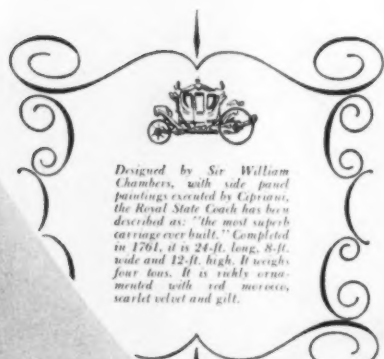 Designed by Sir William
Chambers, with side panel
paintings executed by Cipriani,
the Royal State Coach has been
described as: "the most superb
carriage ever built." Completed
in 1761, it is 24-ft. long, 8-ft.
wide and 12-ft. high. It weighs
four tons. It is richly orna-
mented with red morocco,
scarlet velvet and gilt.